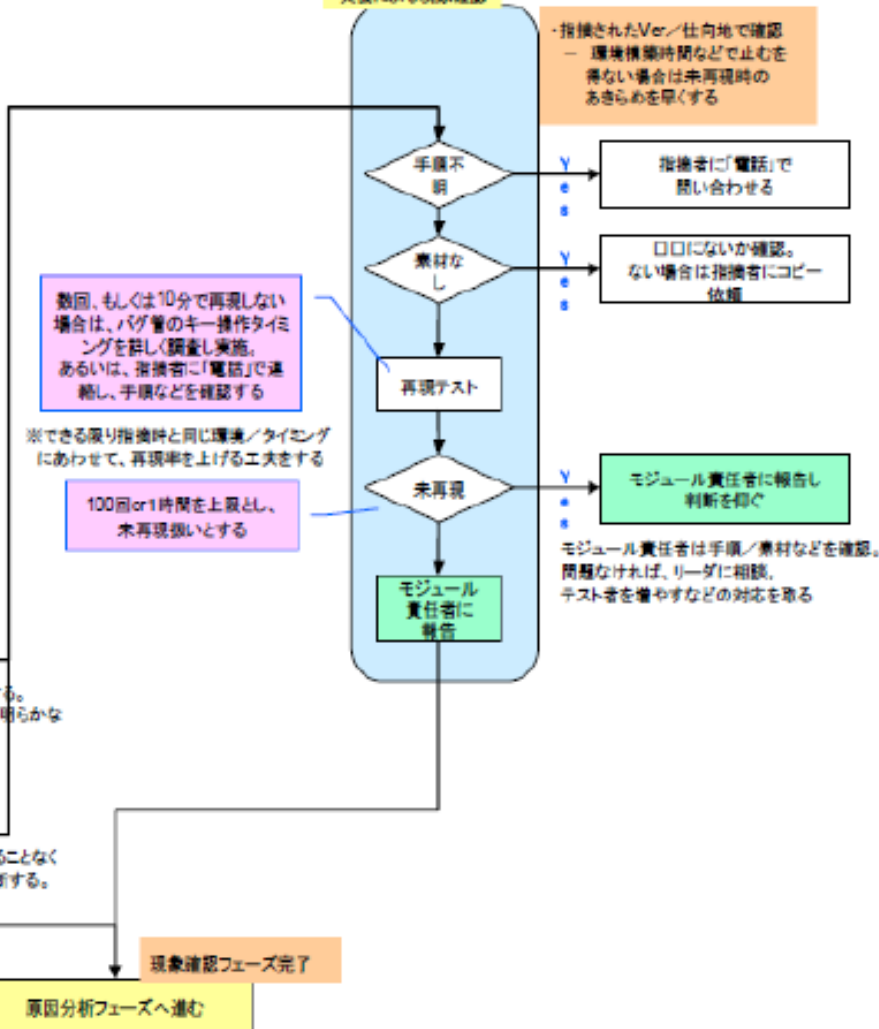 ・指摘されたVer／仕向地で確認
－ 環境構築時間などで止むを
得ない場合は未再現時の
あきらめを早くする
手順不
明
Yes
指摘者に「電話」で
問い合わせる
素材な
し
Yes
□□にないか確認。
ない場合は指摘者にコピー
依頼
数回、もしくは10分で再現しない
場合は、バグ管のキー操作タイミ
ングを詳しく調査し実施。
あるいは、指摘者に「電話」で連
絡し、手順などを確認する
再現テスト
※できる限り指摘時と同じ環境／タイミング
にあわせて、再現率を上げる工夫をする
未再現
Yes
モジュール責任者に報告し
判断を仰ぐ
100回or1時間を上限とし、
未再現扱いとする
モジュール責任者は手順／素材などを確認。
問題なければ、リーダに相談。
テスト者を増やすなどの対応を取る
モジュール
責任者に
報告
る。
明らかな
ることなく
断する。
現象確認フェーズ完了
原因分析フェーズへ進む